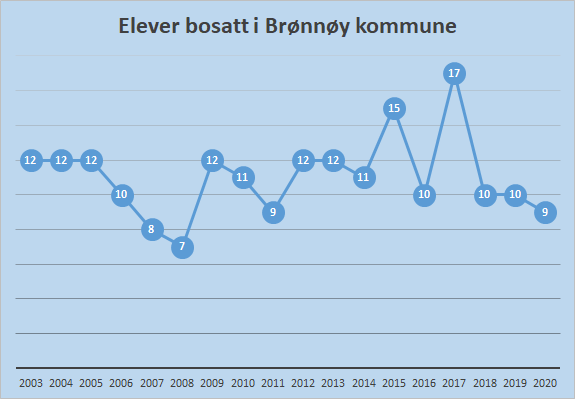 Elever bosatt i Brønnøy kommune
12 12 12 10 8 7 12 11 9 12 12 11 15 10 17 10 10 9
2003 2004 2005 2006 2007 2008 2009 2010 2011 2012 2013 2014 2015 2016 2017 2018 2019 2020